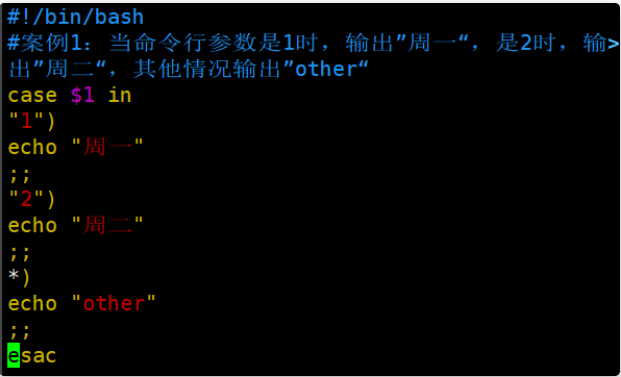 #!/bin/bash
#案例1：当命令行参数是1时，输出”周一“，是2时，输>
出”周二“，其他情况输出”other“
case $1 in
"1")
echo "周一"
;;
"2")
echo "周二"
;;
*)
echo "other"
;;
esac